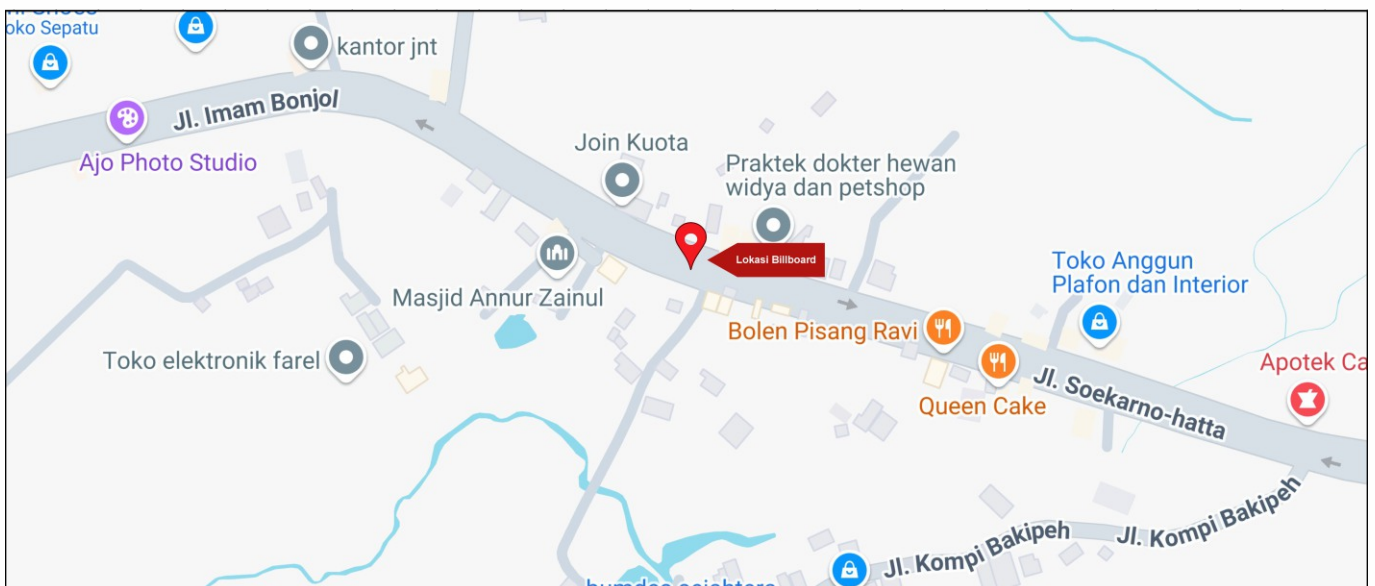 oko Sepatu
kantor jnt
Jl. Imam Bonjol
Ajo Photo Studio
Join Kuota
Praktek dokter hewan
widya dan petshop
Lokasi Billboard
Masjid Annur Zainul
Toko Anggun
Plafon dan Interior
Bolen Pisang Ravi
Toko elektronik farel
Apotek Ca
Queen Cake
Jl. Soekarno-hatta
Jl. Kompi Bakipeh
Jl. Kompi Bakipeh